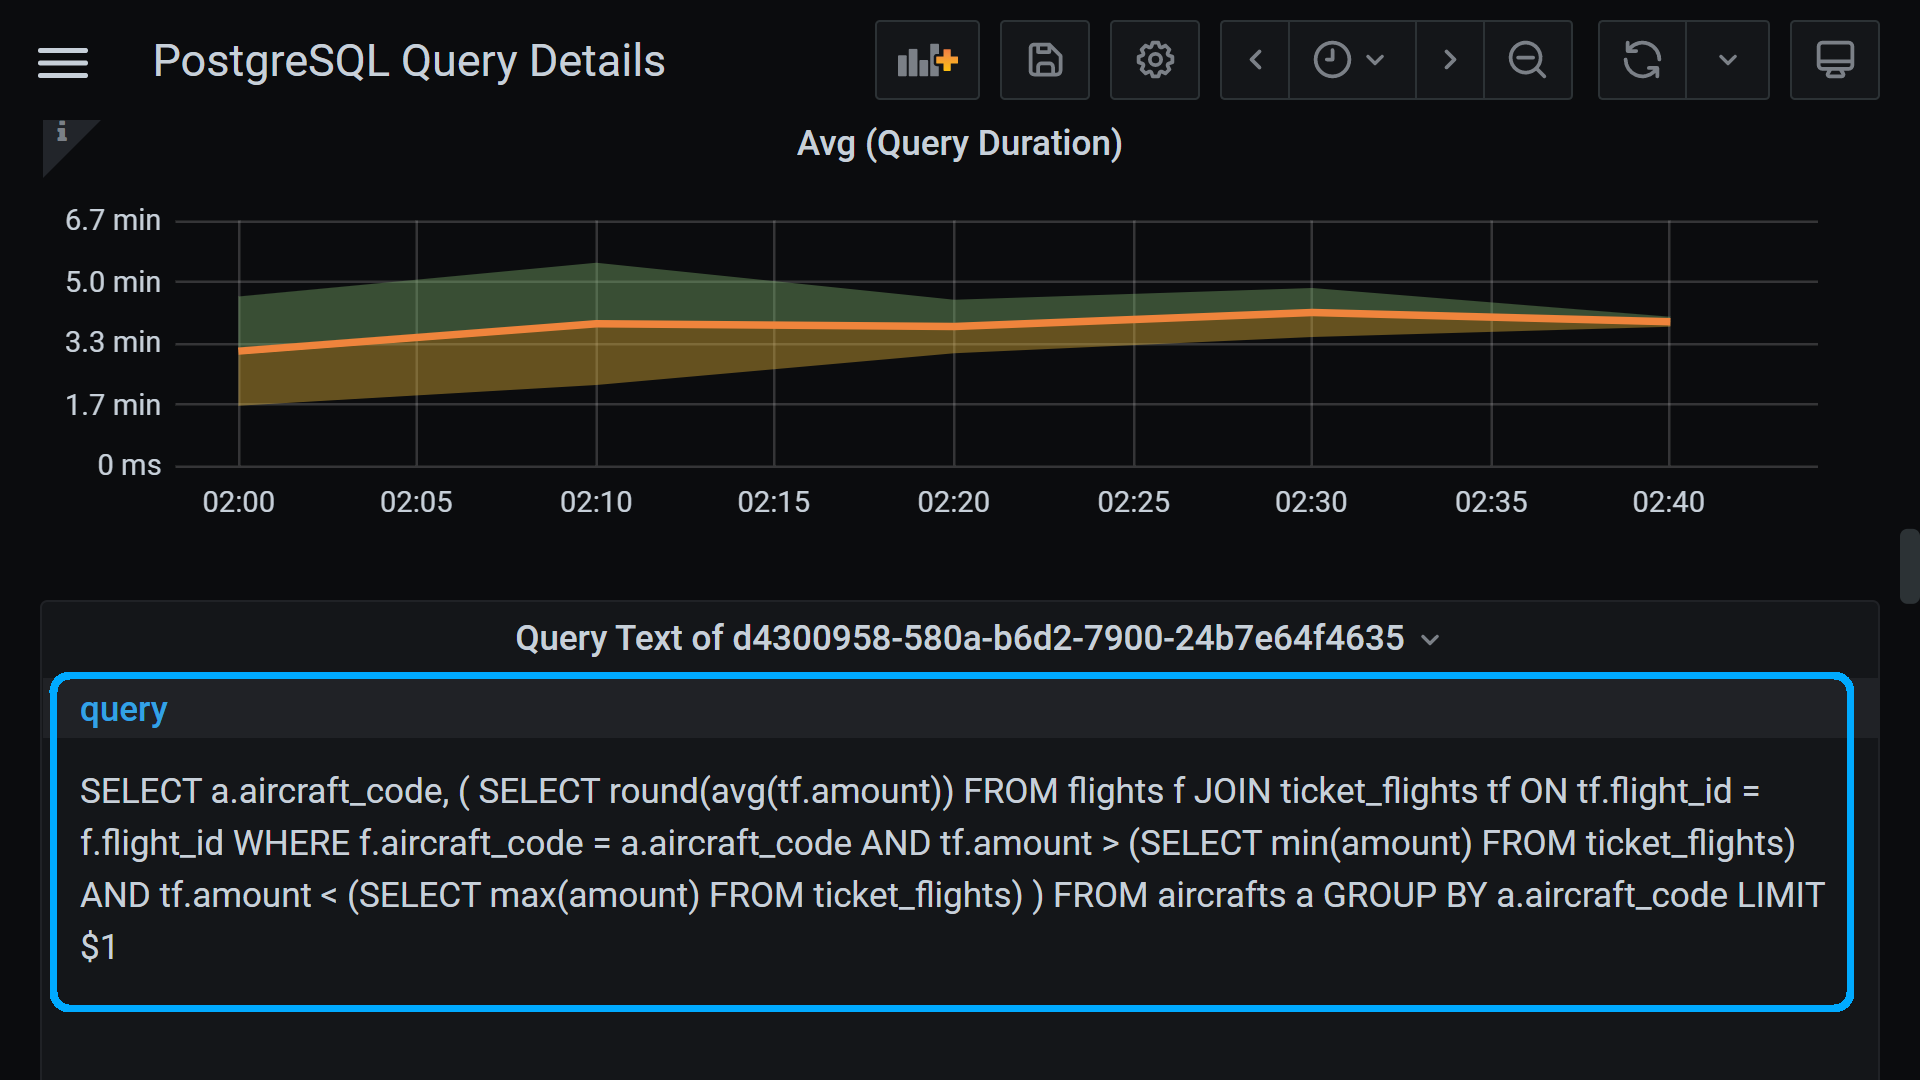 PostgreSQL Query Details
i
Avg (Query Duration)
6.7 min
5.0 min
3.3 min
1.7 min
0 ms
02:00 02:05 02:10 02:15 02:20 02:25 02:30 02:35 02:40
Query Text of d4300958-580a-b6d2-7900-24b7e64f4635
query
SELECT a.aircraft_code, ( SELECT round(avg(tf.amount)) FROM flights f JOIN ticket_flights tf ON tf.flight_id =
f.flight_id WHERE f.aircraft_code = a.aircraft_code AND tf.amount > (SELECT min(amount) FROM ticket_flights)
AND tf.amount < (SELECT max(amount) FROM ticket_flights) ) FROM aircrafts a GROUP BY a.aircraft_code LIMIT
$1